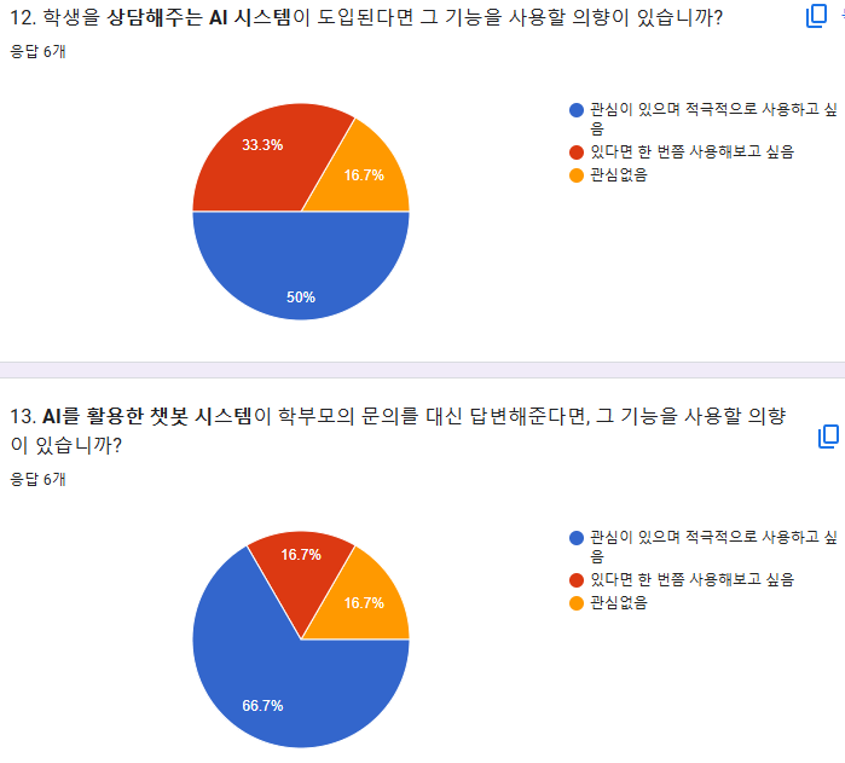 12. 학생을 상담해주는 AI 시스템이 도입된다면 그 기능을 사용할 의향이 있습니까?
응답 6개
33.3%
16.7%
50%
관심이 있으며 적극적으로 사용하고 싶
음
있다면 한 번쯤 사용해보고 싶음
관심없음
13. AI를 활용한 챗봇 시스템이 학부모의 문의를 대신 답변해준다면, 그 기능을 사용할 의향
이 있습니까?
응답 6개
16.7%
16.7%
66.7%
관심이 있으며 적극적으로 사용하고 싶
음
있다면 한 번쯤 사용해보고 싶음
관심없음